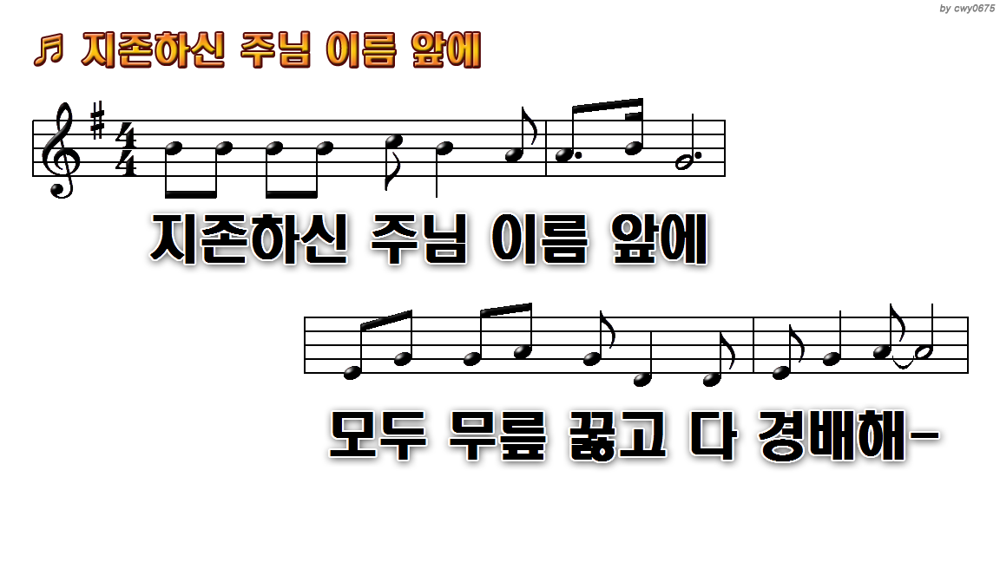 by cwy0675
♬ 지존하신 주님 이름 앞에
지존하신 주님 이름 앞에
모두 무릎 꿇고 다 경배해-